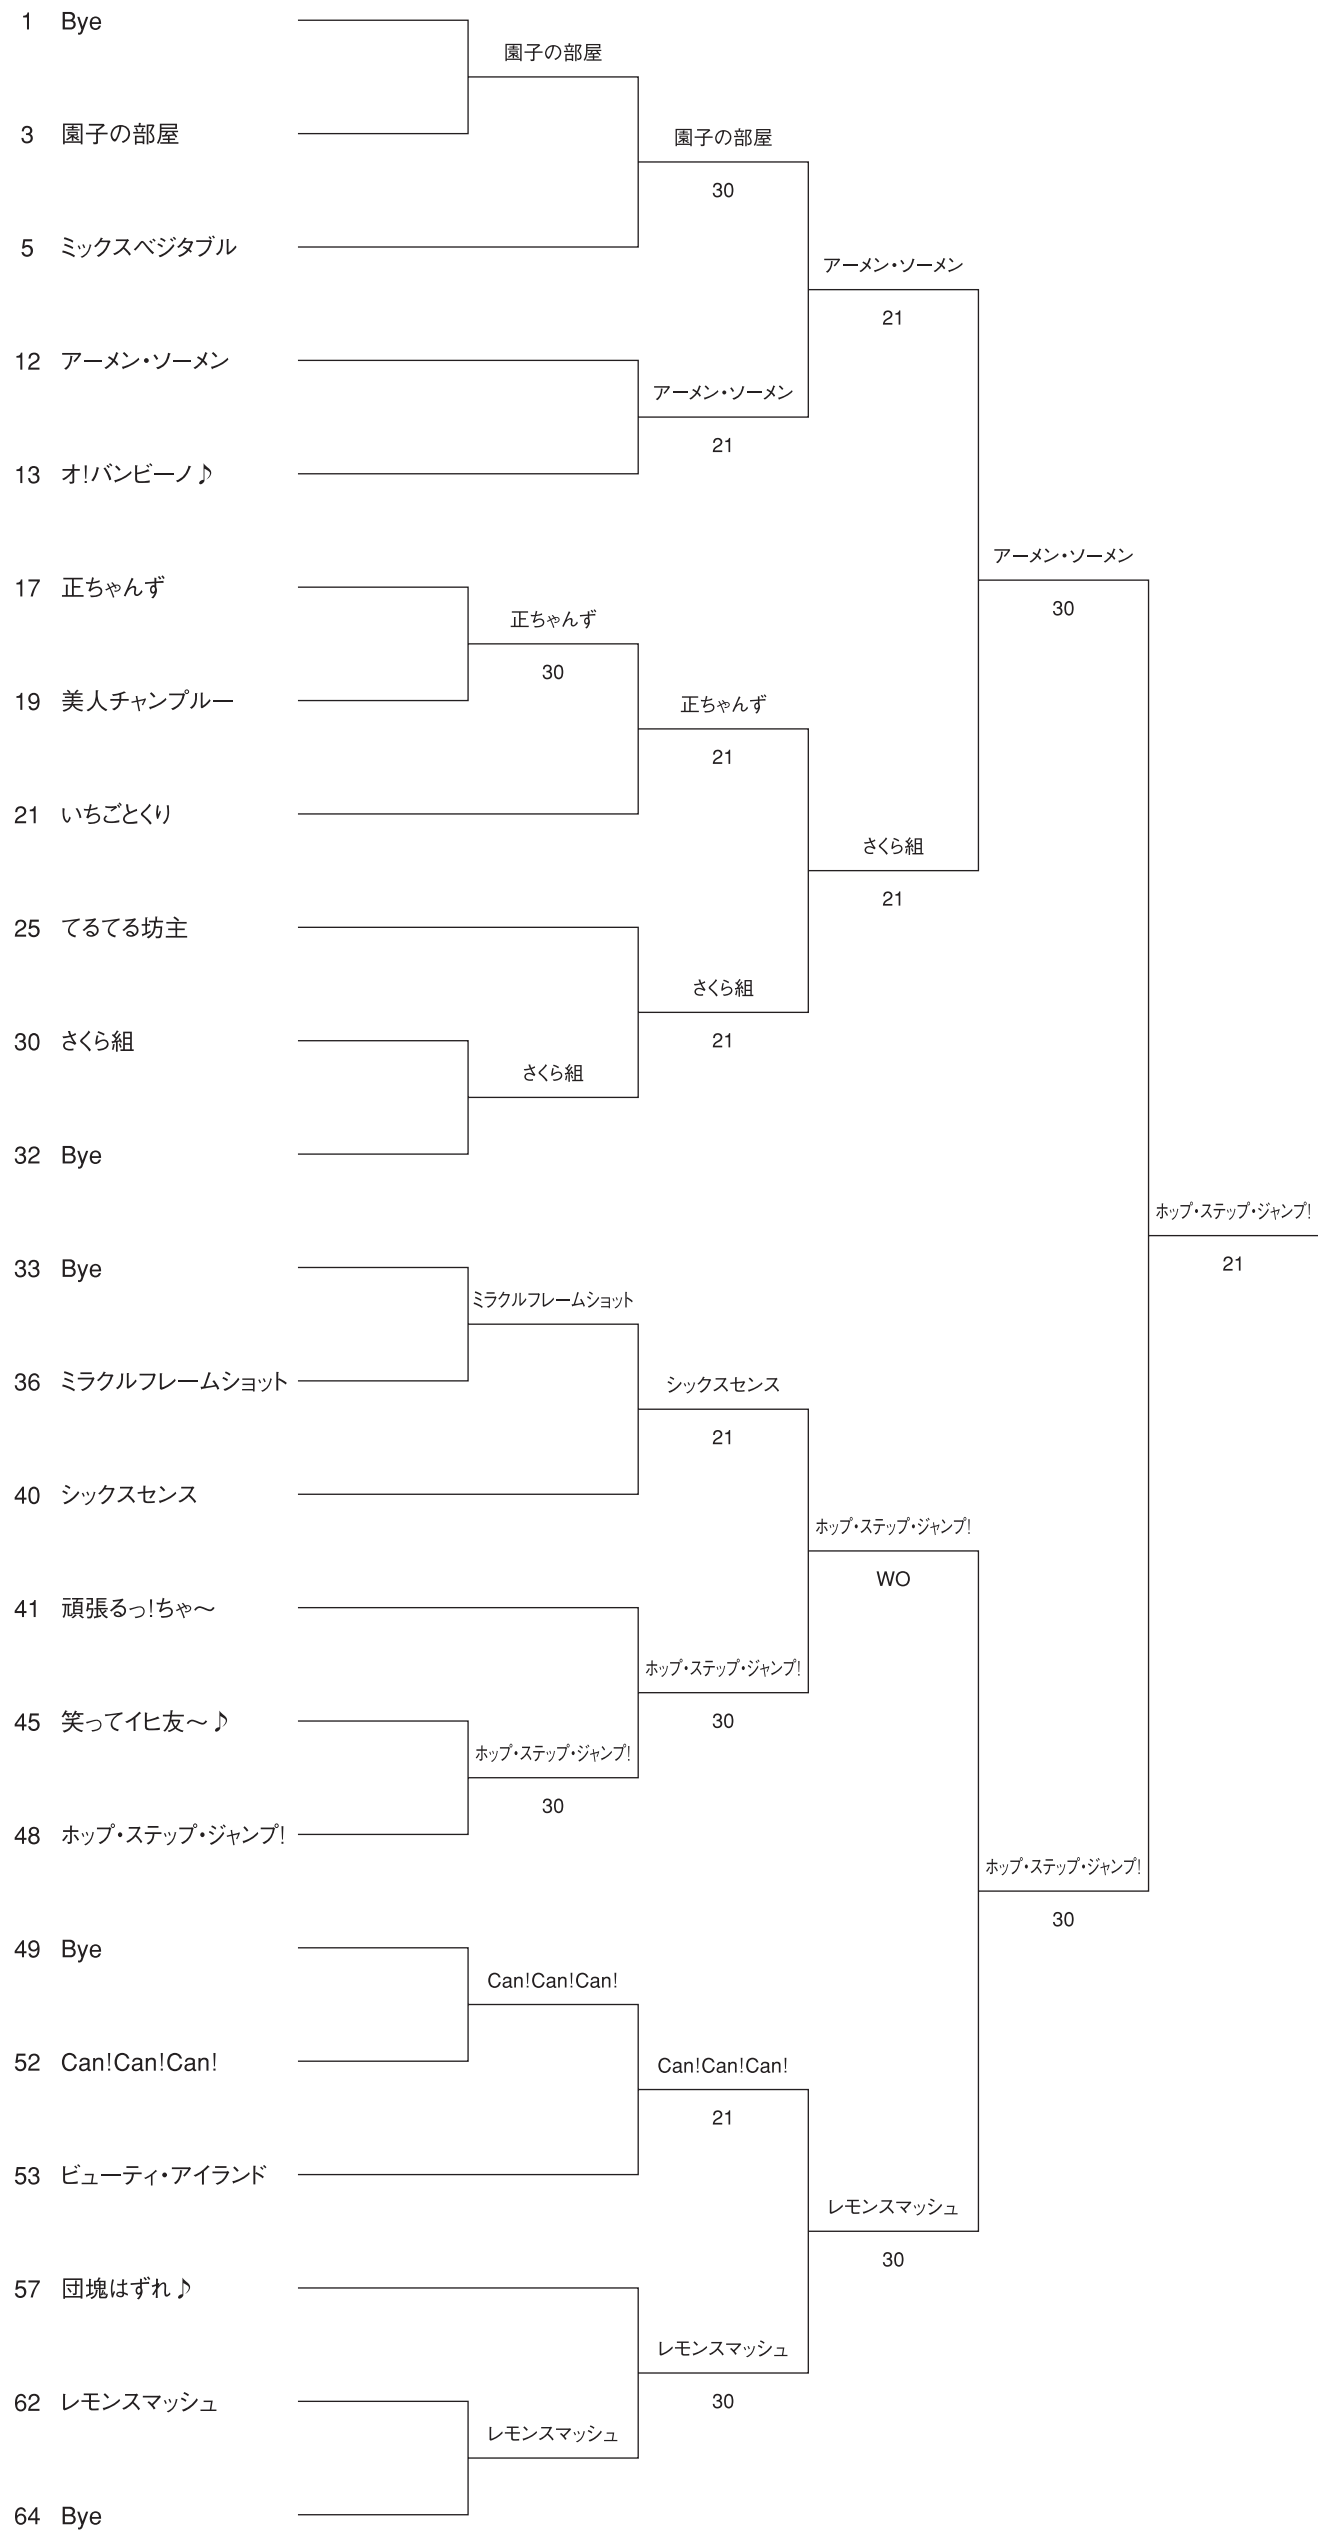 1 Bye
園子の部屋
3 園子の部屋
園子の部屋
30
5 ミックスベジタブル
アーメン・ソーメン
21
12 アーメン・ソーメン
アーメン・ソーメン
21
13 オ!バンビーノ♪
アーメン・ソーメン
30
17 正ちゃんず
正ちゃんず
30
19 美人チャンプルー
正ちゃんず
21
21 いちごとくり
さくら組
21
25 てるてる坊主
さくら組
21
30 さくら組
さくら組
32 Bye
ホップ・ステップ・ジャンプ!
21
33 Bye
ミラクルフレームショット
36 ミラクルフレームショット
シックスセンス
21
40 シックスセンス
ホップ・ステップ・ジャンプ!
WO
41 頑張るっ!ちゃ〜
ホップ・ステップ・ジャンプ!
30
45 笑ってイヒ友〜♪
ホップ・ステップ・ジャンプ!
30
48 ホップ・ステップ・ジャンプ!
ホップ・ステップ・ジャンプ!
30
49 Bye
Can!Can!Can!
52 Can!Can!Can!
Can!Can!Can!
21
53 ビューティ・アイランド
レモンスマッシュ
30
57 団塊はずれ♪
レモンスマッシュ
30
62 レモンスマッシュ
レモンスマッシュ
64 Bye